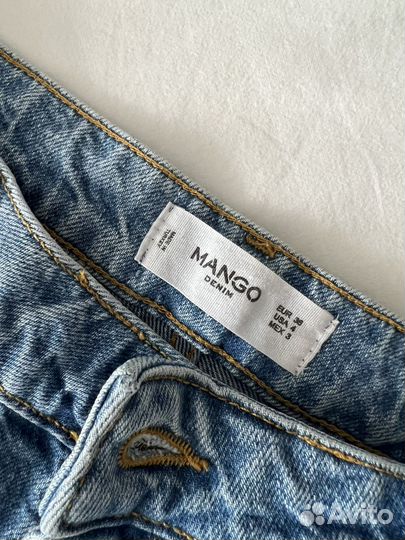 MANGO
DENIM
EUR 36
USA 4
MEX 3
Avito